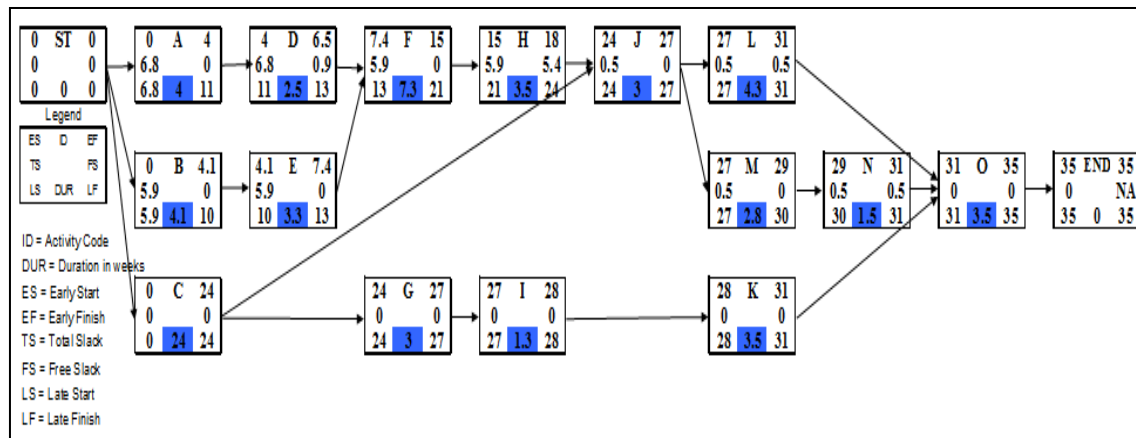 0 ST 0
0 0
0 0 0
0 A 4
6.8 0
6.8 4 11
4 D 6.5
6.8 0.9
11 2.5 13
7.4 F 15
5.9 0
13 7.3 21
15 H 18
5.9 5.4
21 3.5 24
24 J 27
0.5 0
24 3 27
27 L 31
0.5 0.5
27 4.3 31
Legend
ES ID EF
TS FS
LS DUR LF
0 B 4.1
5.9 0
5.9 4.1 10
4.1 E 7.4
5.9 0
10 3.3 13
27 M 29
0.5 0
27 2.8 30
29 N 31
0.5 0.5
30 1.5 31
31 O 35
0 0
31 3.5 35
35 END 35
0 NA
35 0 35
ID = Activity Code
DUR = Duration in weeks
ES = Early Start
EF = Early Finish
TS = Total Slack
FS = Free Slack
LS = Late Start
LF = Late Finish
0 C 24
0 0
0 24 24
24 G 27
0 0
24 3 27
27 I 28
0 0
27 1.3 28
28 K 31
0 0
28 3.5 31